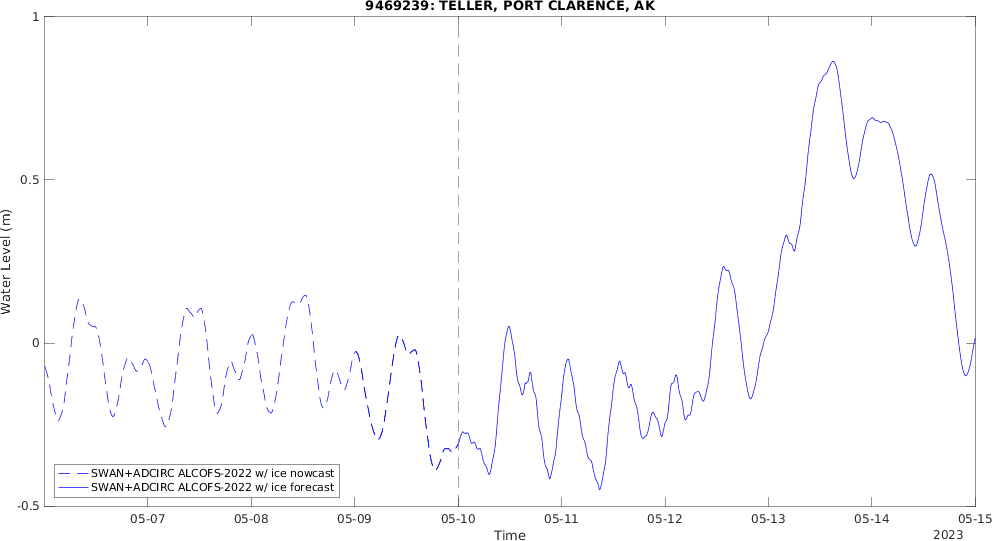 9469239: TELLER, PORT CLARENCE, AK
1
0.5
0
-0.5
Water Level (m)
SWAN+ADCIRC ALCOFS-2022 w/ ice nowcast
SWAN+ADCIRC ALCOFS-2022 w/ ice forecast
05-07 05-08 05-09 05-10 05-11 05-12 05-13 05-14 05-15
Time
2023